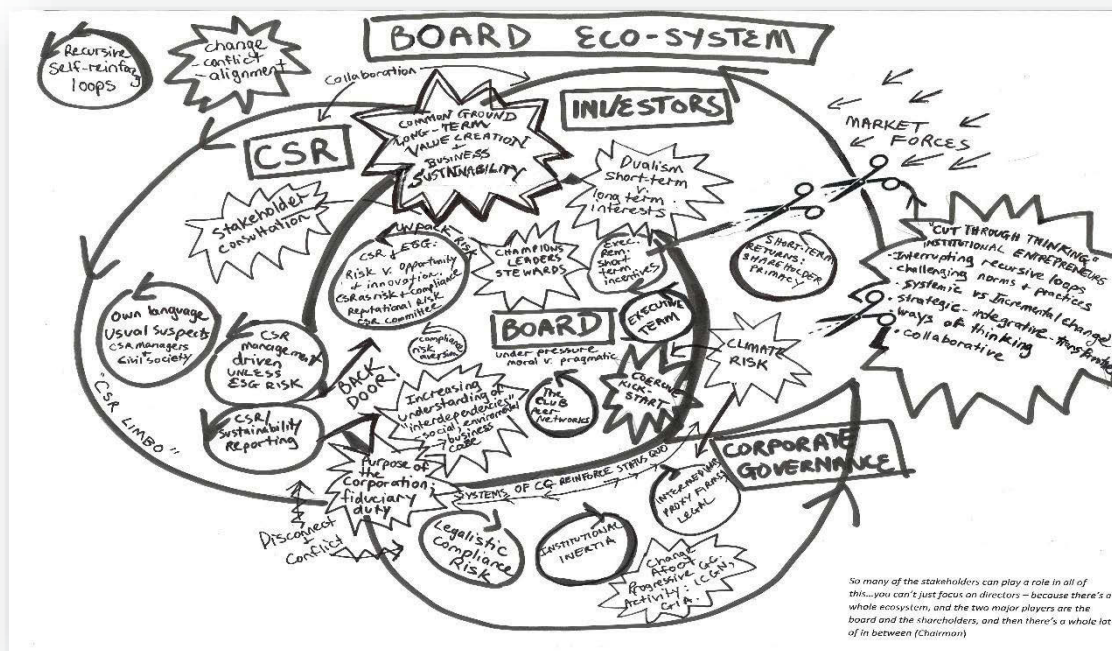 BOARD ECO-SYSTEM
Recursive
Self-reinforcing
loops
Change
conflict
-alignment
Collaboration
COMMON GROUND
LONG-TERM
VALUE CREATION
+
BUSINESS
SUSTAINABILITY
INVESTORS
CSR
MARKET
FORCES
Dualism
short-term
v.
long term
interests
Stakeholder
consultation
UNPACK RISK
CSR ESG:
Risk v. Opportunity
+ innovation
CSR as risk + compliance
Reputational Risk
CSR committee
CHAMPIONS
LEADERS
STEWARDS
Exec.
Rem:
short
term
incentives
SHORT-TERM
RETURNS:
SHAREHOLDER
PRIMACY
"CUT THROUGH THINKING"
INSTITUTIONAL ENTREPRENEURS
• Interrupting recursive loops
• challenging norms + practices
• systemic vs incremental change
• strategic - integrative -
ways of thinking
• Collaborative
Own language
Usual Suspects
CSR managers
+
Civil society
CSR
management
driven
UNLESS
ESG RISK
compliance
risk
aversion
BOARD
under pressure
moral v. pragmatic
EXECUTIVE
TEAM
CLIMATE
RISK
BACK
DOOR!
Increasing
understanding of
"interdependencies"
social, environmental
→ business
case
The
CLUB
Peer
Networks
KICK-
START
"CSR LIMBO"
CSR/
Sustainability
Reporting
CORPORATE
GOVERNANCE
Purpose of
the
Corporation:
fiduciary
duty
SYSTEMS OF CG REINFORCE STATUS QUO
PROXY FIRMS
LEGAL
Disconnect
+
Conflict
Legalistic
Compliance
Risk
INSTITUTIONAL
INERTIA
Change
Afoot
Progressive GC.
Activity: ICGN,
So many of the stakeholders can play a role in all of
this...you can't just focus on directors – because there's a
whole ecosystem, and the two major players are the
board and the shareholders, and then there's a whole lot
of in between (Chairman)